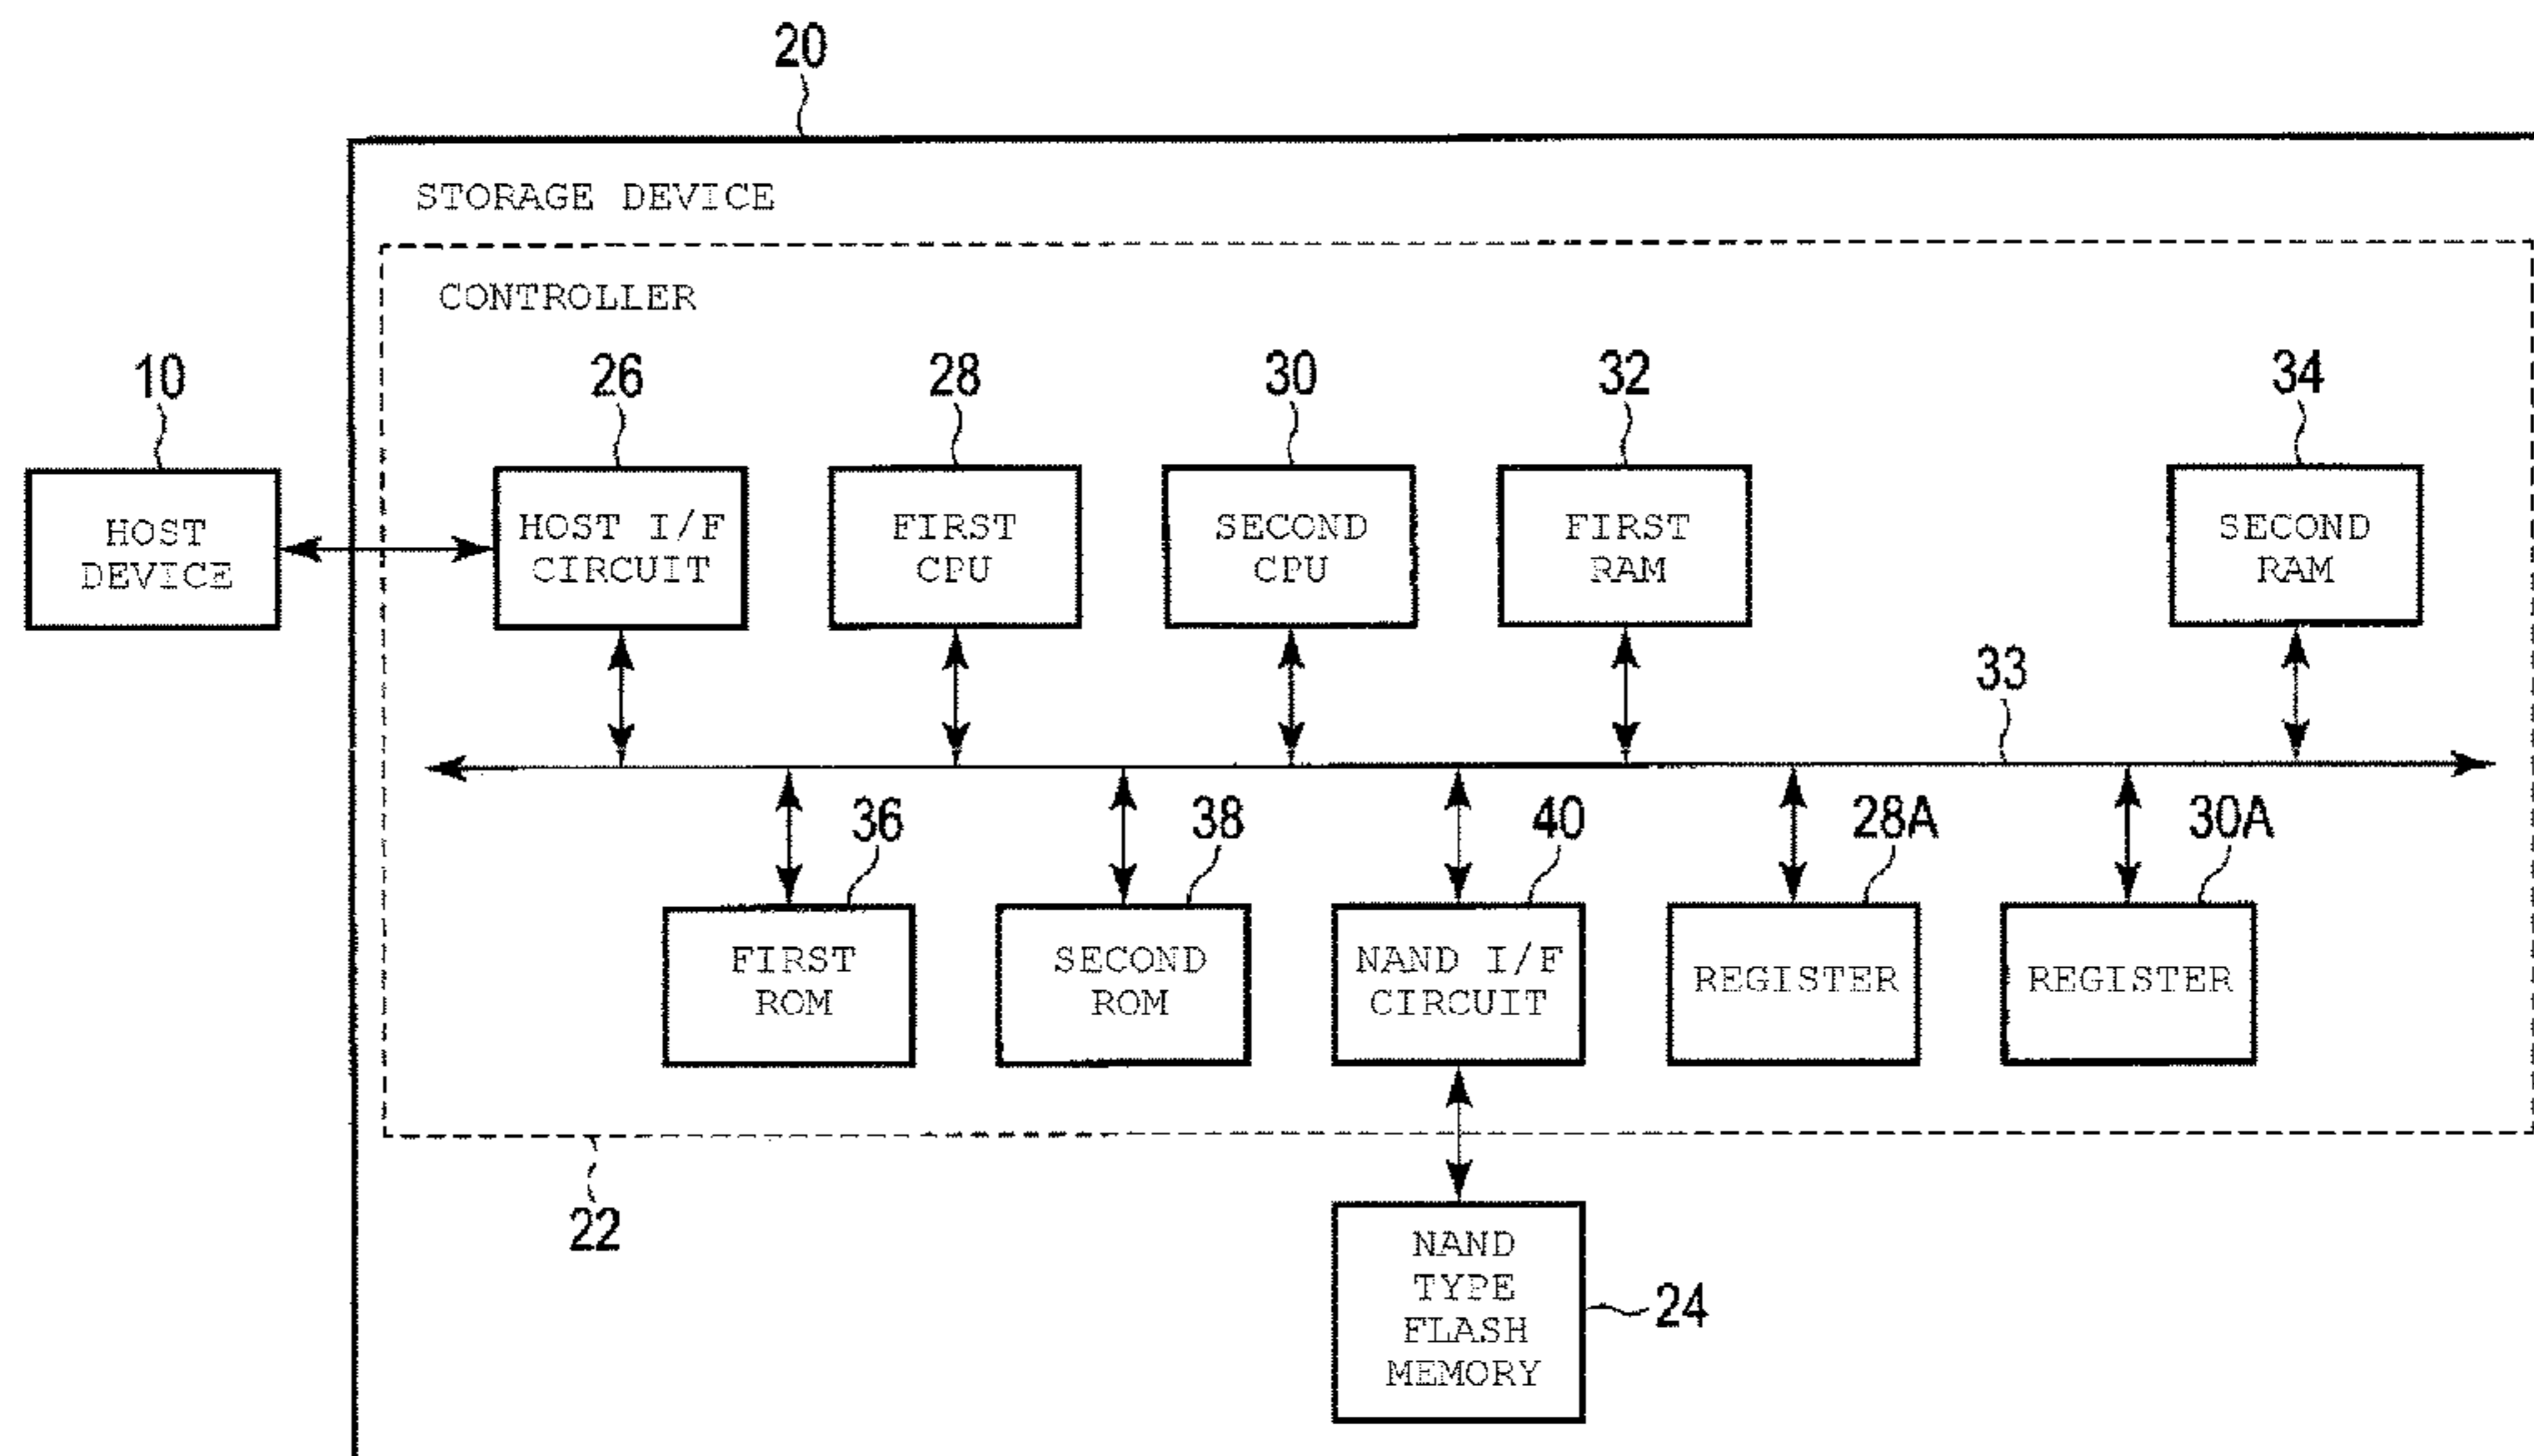 20
STORAGE DEVICE
CONTROLLER
10
26
28
30
32
34
HOST
DEVICE
HOST I/F
CIRCUIT
FIRST
CPU
SECOND
CPU
FIRST
RAM
SECOND
RAM
33
36
38
40
28A
30A
FIRST
ROM
SECOND
ROM
NAND I/F
CIRCUIT
REGISTER
REGISTER
22
NAND
TYPE
FLASH
MEMORY
24